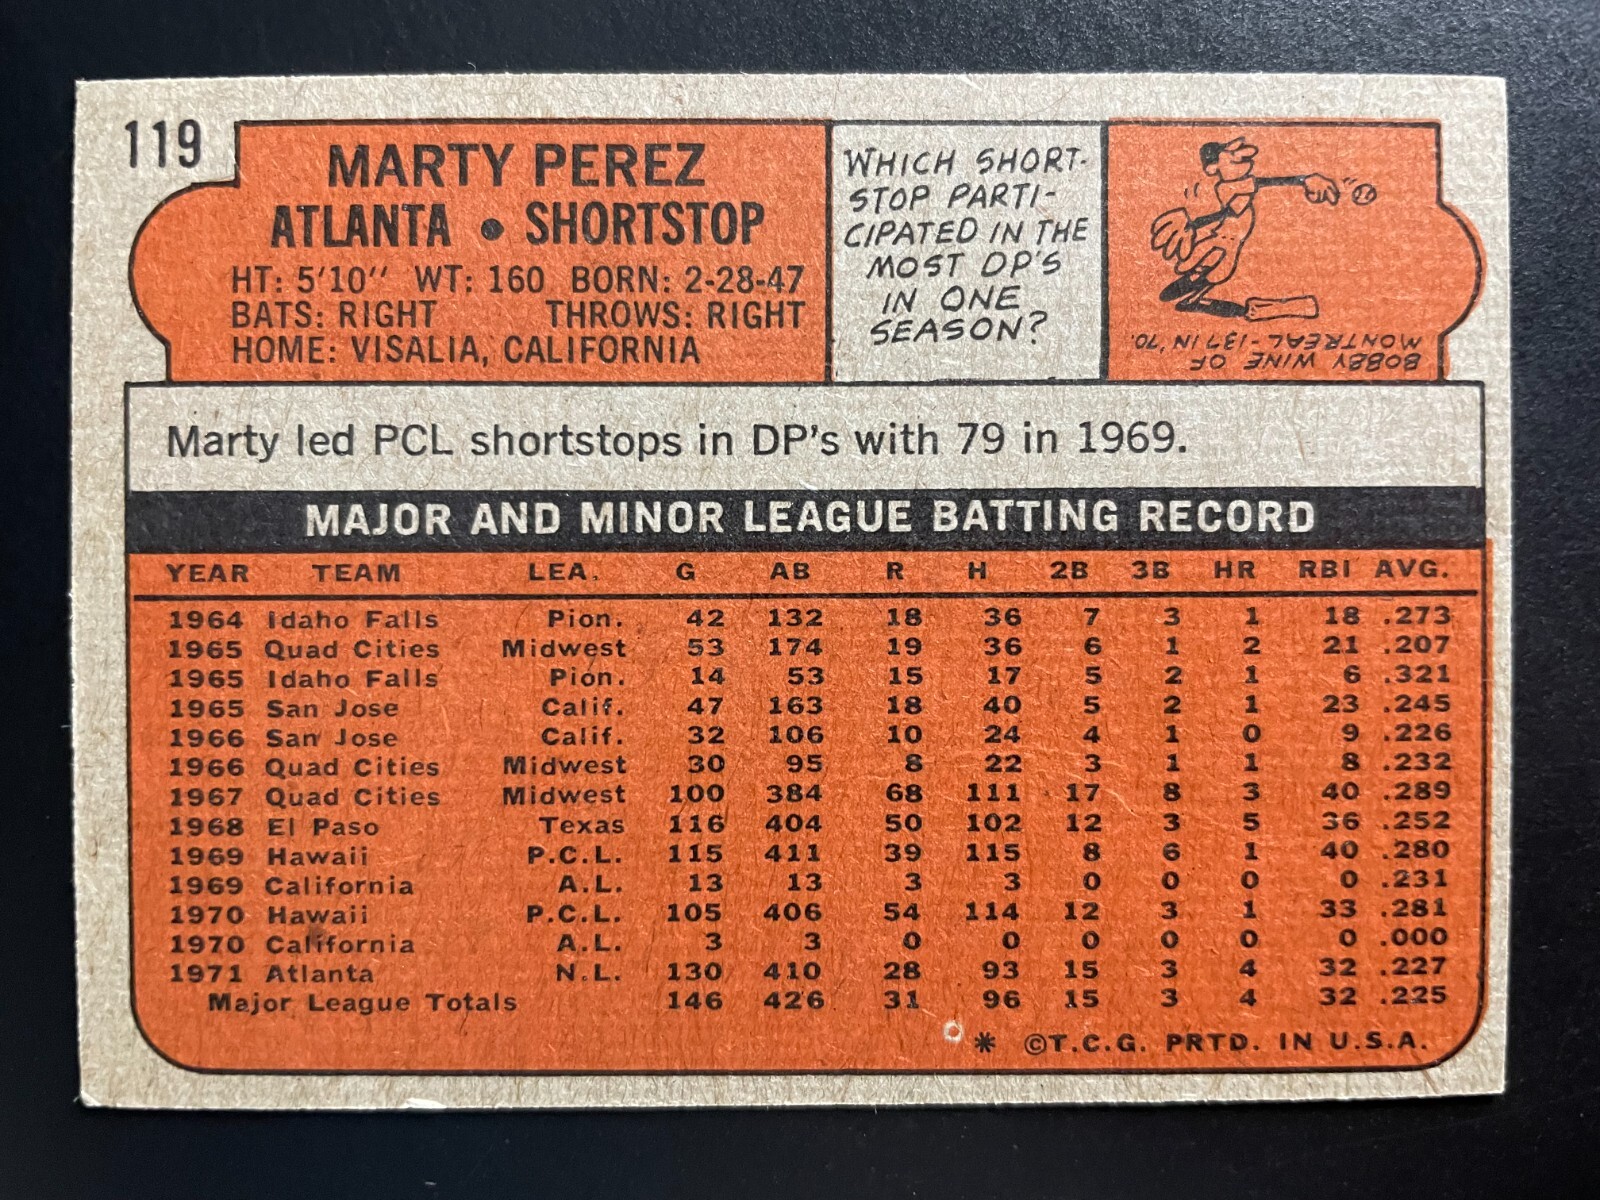 119
MARTY PEREZ
ATLANTA • SHORTSTOP
HT: 5'10" WT: 160 BORN: 2-28-47
BATS: RIGHT THROWS: RIGHT
HOME: VISALIA, CALIFORNIA
WHICH SHORT-
STOP PARTI-
CIPATED IN THE
MOST DP'S
IN ONE
SEASON?
BOBBY WINE OF
MONTREAL-137 IN '70.
Marty led PCL shortstops in DP's with 79 in 1969.
MAJOR AND MINOR LEAGUE BATTING RECORD
YEAR TEAM LEA. G AB R H 2B 3B HR RBI AVG.
1964 Idaho Falls Pion. 42 132 18 36 7 3 1 18 .273
1965 Quad Cities Midwest 53 174 19 36 6 1 2 21 .207
1965 Idaho Falls Pion. 14 53 15 17 5 2 1 6 .321
1965 San Jose Calif. 47 163 18 40 5 2 1 23 .245
1966 San Jose Calif. 32 106 10 24 4 1 0 9 .226
1966 Quad Cities Midwest 30 95 8 22 3 1 1 8 .232
1967 Quad Cities Midwest 100 384 68 111 17 8 3 40 .289
1968 El Paso Texas 116 404 50 102 12 3 5 36 .252
1969 Hawaii P.C.L. 115 411 39 115 8 6 1 40 .280
1969 California A.L. 13 13 3 3 0 0 0 0 .231
1970 Hawaii P.C.L. 105 406 54 114 12 3 1 33 .281
1970 California A.L. 3 3 0 0 0 0 0 0 .000
1971 Atlanta N.L. 130 410 28 93 15 3 4 32 .227
Major League Totals 146 426 31 96 15 3 4 32 .225
* ©T.C.G. PRTD. IN U.S.A.